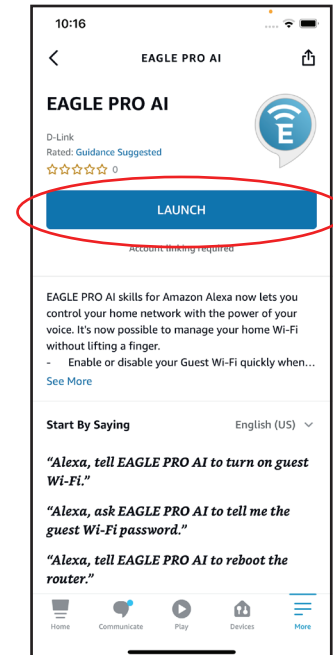 10:16
EAGLE PRO AI
EAGLE PRO AI
D-Link
Rated: Guidance Suggested
0
E
LAUNCH
Account linking required
EAGLE PRO AI skills for Amazon Alexa now lets you
control your home network with the power of your
voice. It's now possible to manage your home Wi-Fi
without lifting a finger.
- Enable or disable your Guest Wi-Fi quickly when...
See More
Start By Saying
English (US)
“Alexa, tell EAGLE PRO AI to turn on guest
Wi-Fi.”
“Alexa, ask EAGLE PRO AI to tell me the
guest Wi-Fi password.”
“Alexa, tell EAGLE PRO AI to reboot the
router.”
Home
Communicate
Play
Devices
More